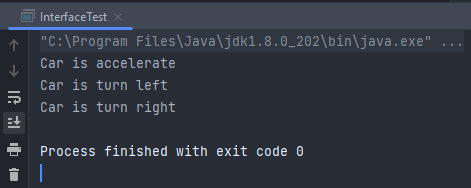 InterfaceTest
"C:\Program Files\Java\jdk1.8.0_202\bin\java.exe" ...
Car is accelerate
Car is turn left
Car is turn right
Process finished with exit code 0